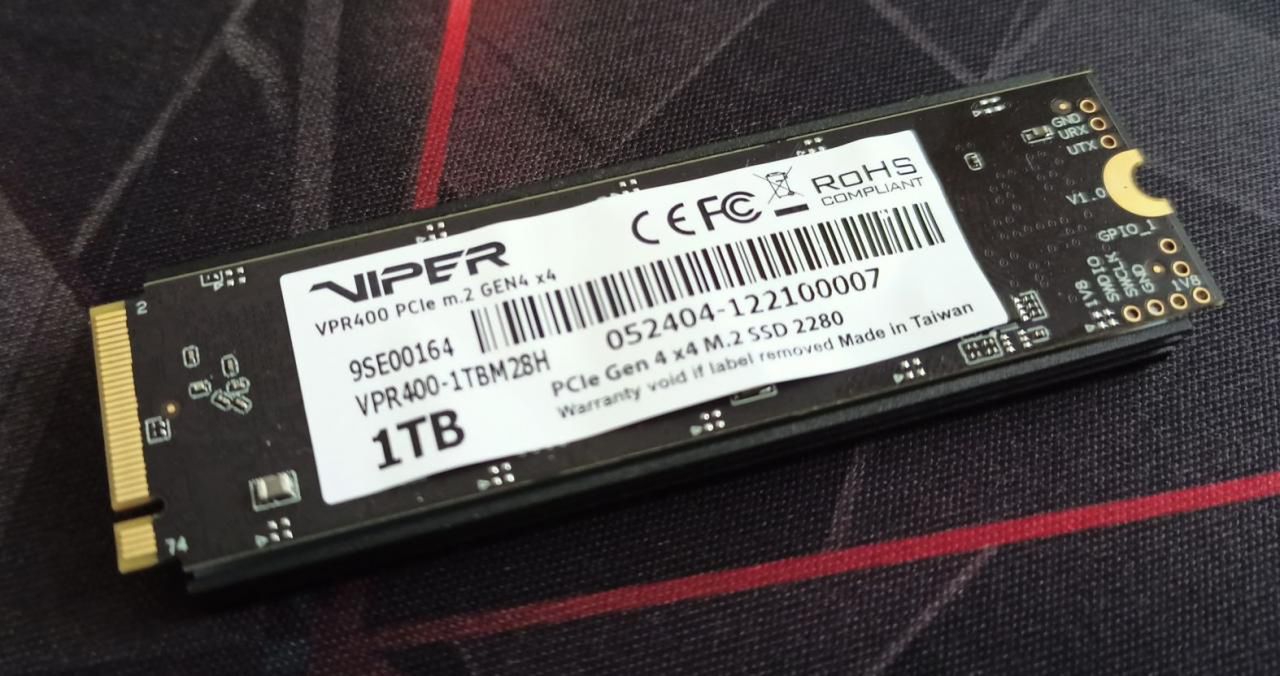 VIPER
VPR400 PCIe m.2 GEN4 x4
CE FC
RoHS
COMPLIANT
052404-122100007
9SE00164
VPR400-1TBM28H
1TB
PCIe Gen 4 x4 M.2 SSD 2280
Warranty void if label removed Made in Taiwan
2
74
GND
URX
UTX
V1.0
GPIO_1
1V8
SWDIO
SWCLK
GND
1V8